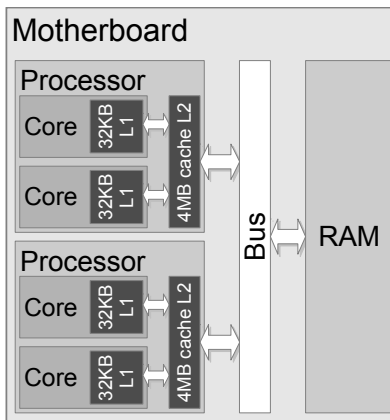 Motherboard
Processor
Core
32KB
L1
Core
32KB
L1
4MB cache L2
Processor
Core
32KB
L1
Core
32KB
L1
4MB cache L2
Bus
RAM